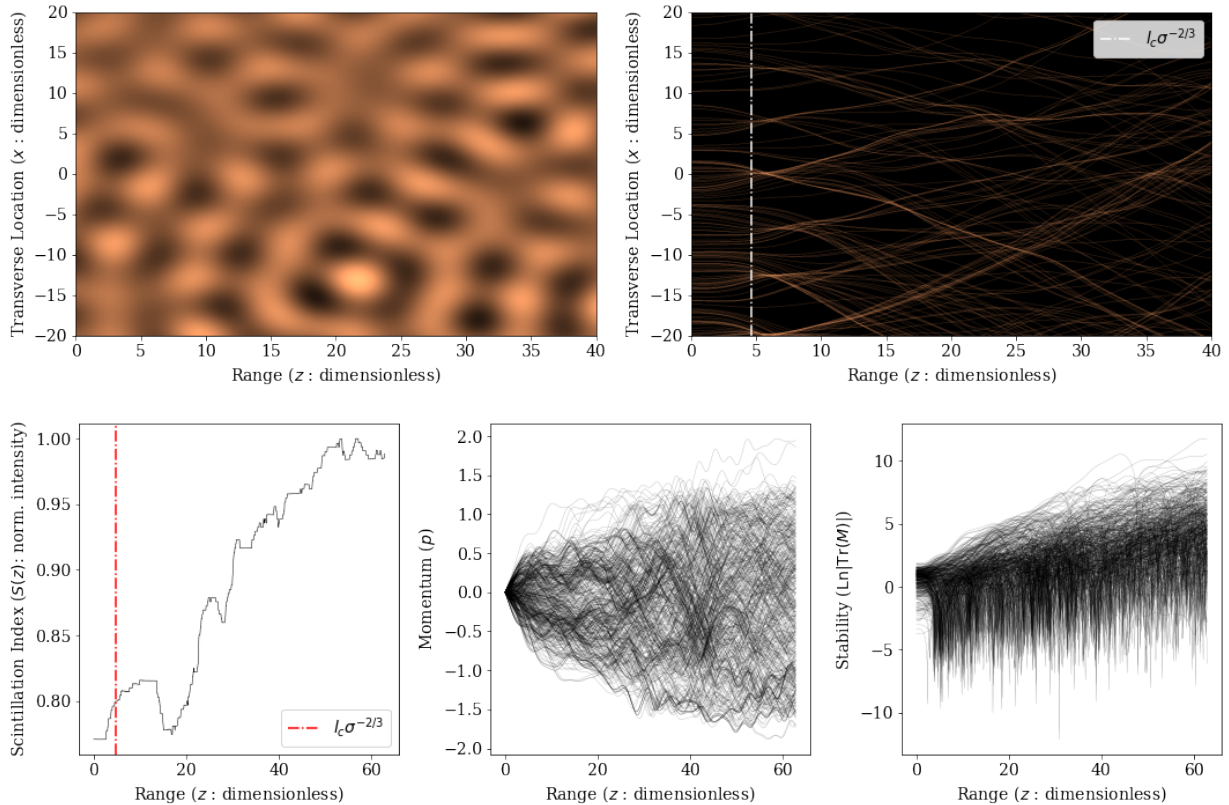 20
15
10
5
0
−5
−10
−15
−20
0 5 10 15 20 25 30 35 40
Transverse Location (x : dimensionless)
Range (z : dimensionless)
20
15
10
5
0
−5
−10
−15
−20
0 5 10 15 20 25 30 35 40
Transverse Location (x : dimensionless)
Range (z : dimensionless)
l_cσ^{−2/3}
1.00
0.95
0.90
0.85
0.80
0 20 40 60
Scintillation Index (S(z): norm. intensity)
Range (z : dimensionless)
l_cσ^{−2/3}
2.0
1.5
1.0
0.5
0.0
−0.5
−1.0
−1.5
−2.0
0 20 40 60
Momentum (p)
Range (z : dimensionless)
10
5
0
−5
−10
0 20 40 60
Stability (Ln|Tr(M)|)
Range (z : dimensionless)